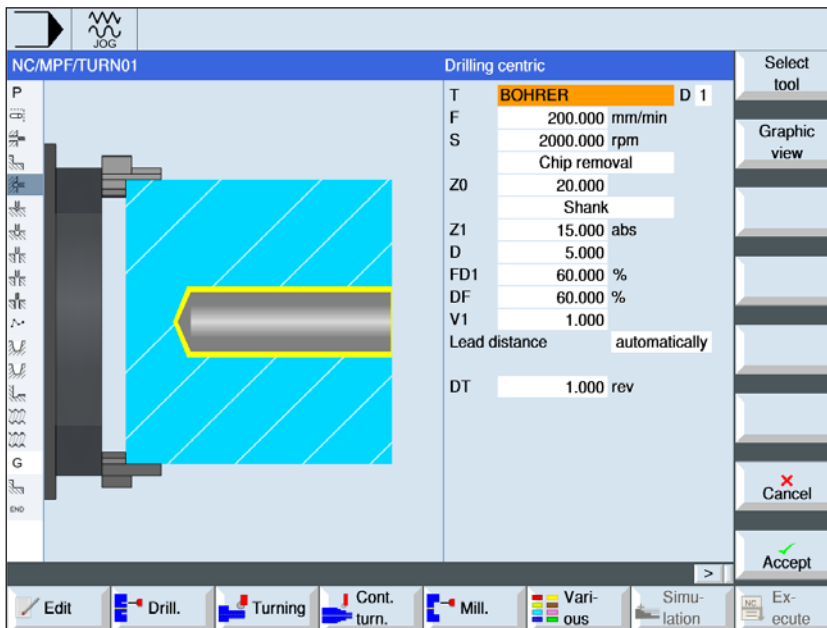 JOG
NC/MPF/TURN01
Drilling centric
Select tool
P
T BOHRER D 1
F 200.000 mm/min
S 2000.000 rpm
Chip removal
Graphic view
Z0 20.000
Shank
Z1 15.000 abs
D 5.000
FD1 60.000 %
DF 60.000 %
V1 1.000
Lead distance automatically
DT 1.000 rev
G
END
Cancel
Accept
>
Edit
Drill.
Turning
Cont. turn.
Mill.
Vari- ous
Simu- lation
NC
Ex- ecute